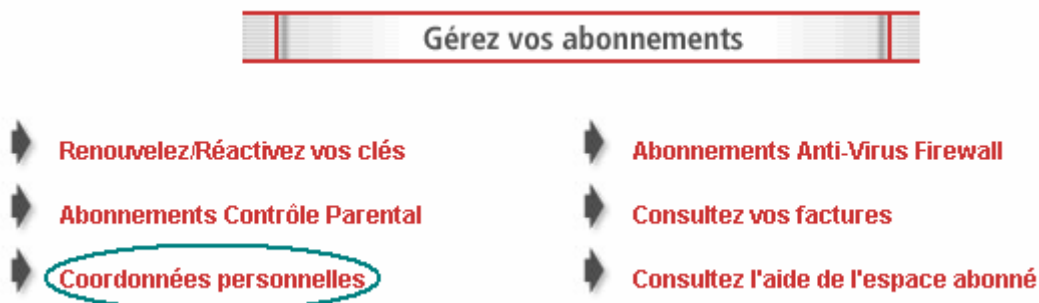 Gérez vos abonnements
Renouvelez/Réactivez vos clés
Abonnements Anti-Virus Firewall
Abonnements Contrôle Parental
Consultez vos factures
Coordonnées personnelles
Consultez l'aide de l'espace abonné